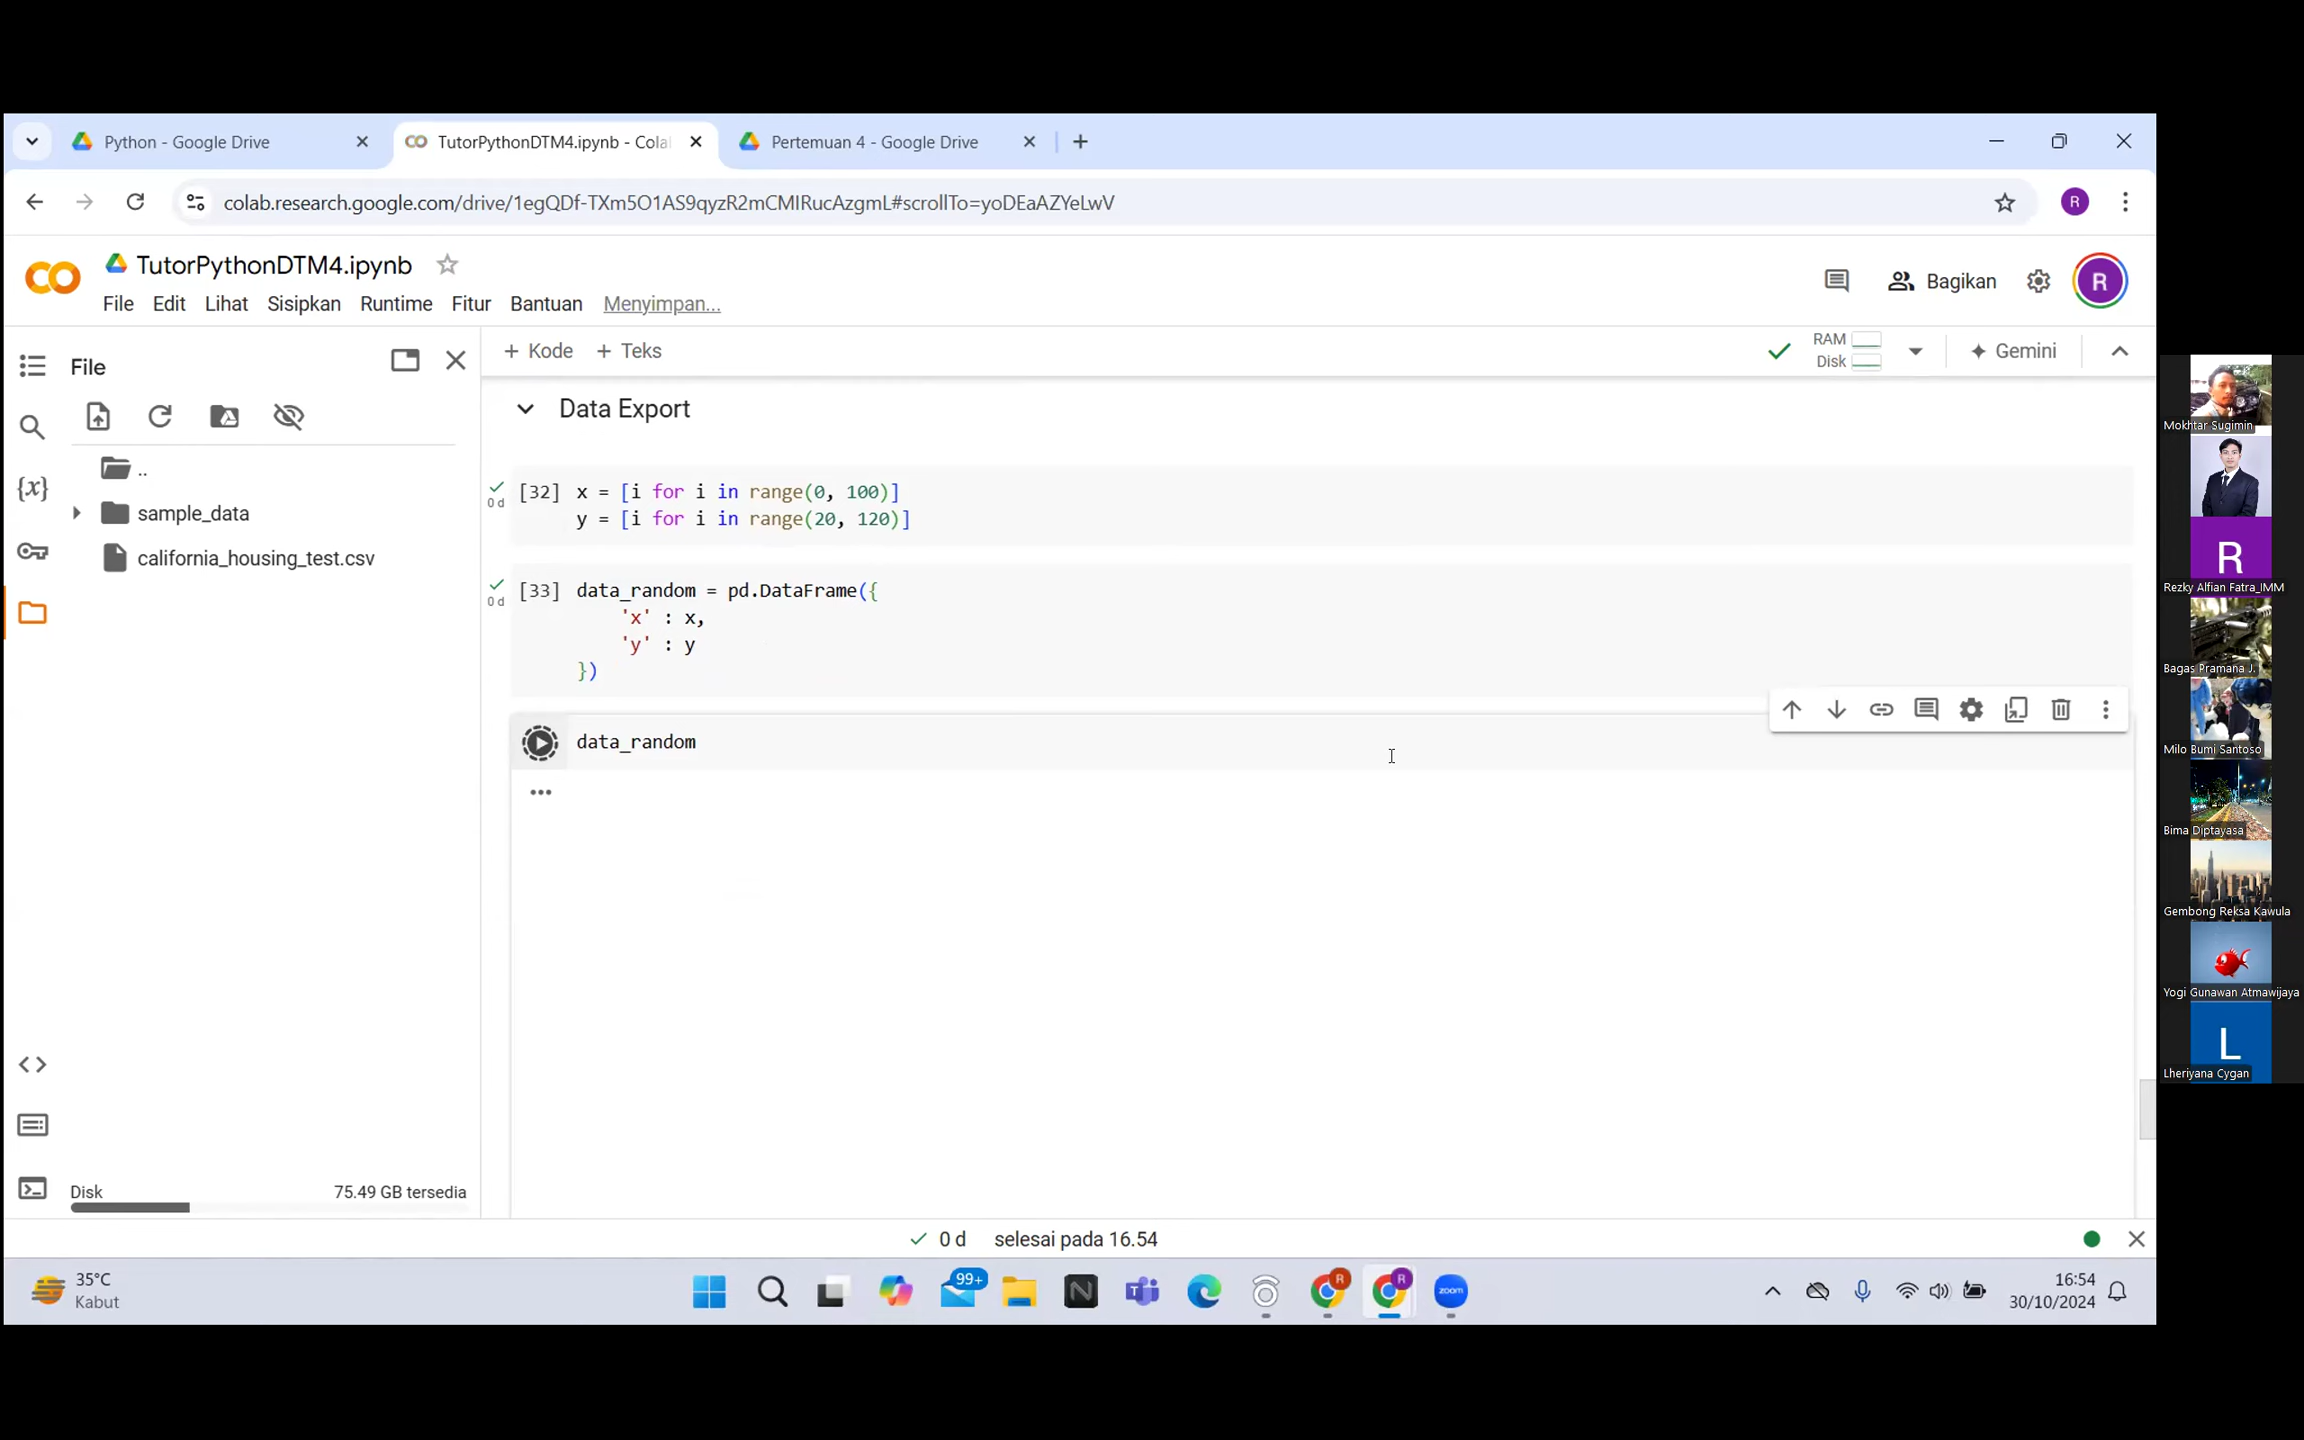 Python - Google Drive
TutorPythonDTM4.ipynb - Cola
Pertemuan 4 - Google Drive
colab.research.google.com/drive/1egQDf-TXm5O1AS9qyzR2mCMIRucAzgmL#scrollTo=yoDEaAZYeLwV
R
TutorPythonDTM4.ipynb
File Edit Lihat Sisipkan Runtime Fitur Bantuan Menyimpan...
Bagikan
R
File
+ Kode + Teks
RAM
Disk
Gemini
..
sample_data
california_housing_test.csv
Data Export
0 d
[32] x = [i for i in range(0, 100)]
y = [i for i in range(20, 120)]
0 d
[33] data_random = pd.DataFrame({
'x' : x,
'y' : y
})
data_random
Disk 75.49 GB tersedia
0 d selesai pada 16.54
35°C
Kabut
99+
N
R
R
zoom
16:54
30/10/2024
Mokhtar Sugimin
R
Rezky Alfian Fatra_IMM
Bagas Pramana J.
Milo Bumi Santoso
Bima Diptayasa
Gembong Reksa Kawula
Yogi Gunawan Atmawijaya
L
Lheriyana Cygan